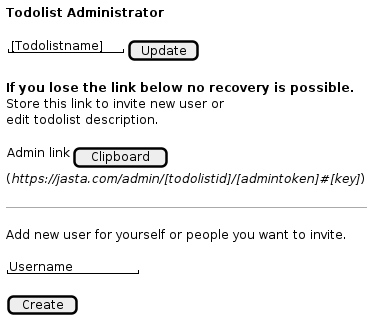 Todolist Administrator
[Todolistname] Update
If you lose the link below no recovery is possible.
Store this link to invite new user or
edit todolist description.
Admin link Clipboard
(https://jasta.com/admin/[todolistid]/[admintoken]#[key])
Add new user for yourself or people you want to invite.
Username
Create